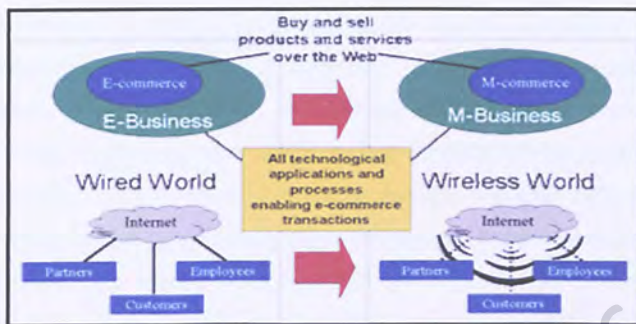 Buy and sell
products and services
over the Web
E-commerce
E-Business
M-commerce
M-Business
All technological
applications and
processes
enabling e-commerce
transactions
Wired World
Internet
Partners
Employees
Customers
Wireless World
Internet
Partners
Employees
Customers